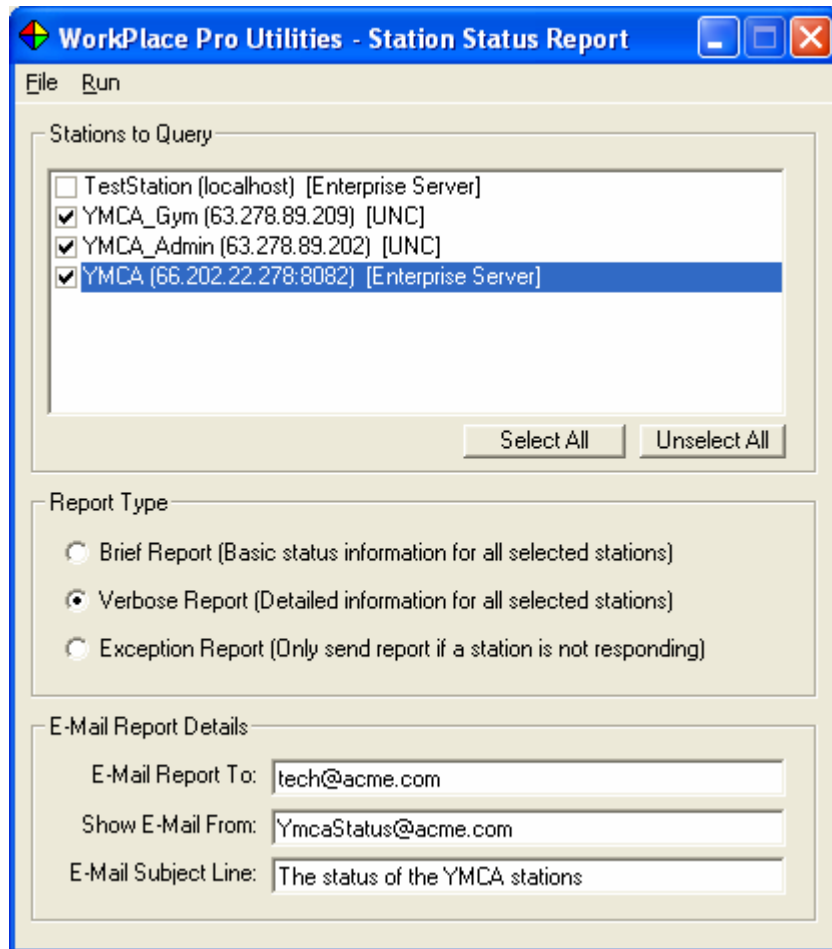 WorkPlace Pro Utilities - Station Status Report
File Run
Stations to Query
TestStation (localhost) [Enterprise Server]
YMCA_Gym (63.278.89.209) [UNC]
YMCA_Admin (63.278.89.202) [UNC]
YMCA (66.202.22.278:8082) [Enterprise Server]
Select All Unselect All
Report Type
Brief Report (Basic status information for all selected stations)
Verbose Report (Detailed information for all selected stations)
Exception Report (Only send report if a station is not responding)
E-Mail Report Details
E-Mail Report To: tech@acme.com
Show E-Mail From: YmcaStatus@acme.com
E-Mail Subject Line: The status of the YMCA stations